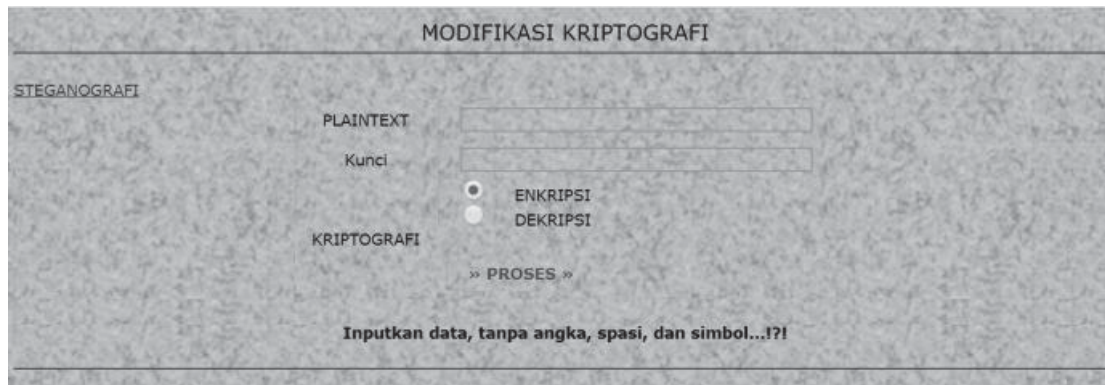 MODIFIKASI KRIPTOGRAFI
STEGANOGRAFI
PLAINTEXT
Kunci
ENKRIPSI
DEKRIPSI
KRIPTOGRAFI
» PROSES »
Inputkan data, tanpa angka, spasi, dan simbol...!?!